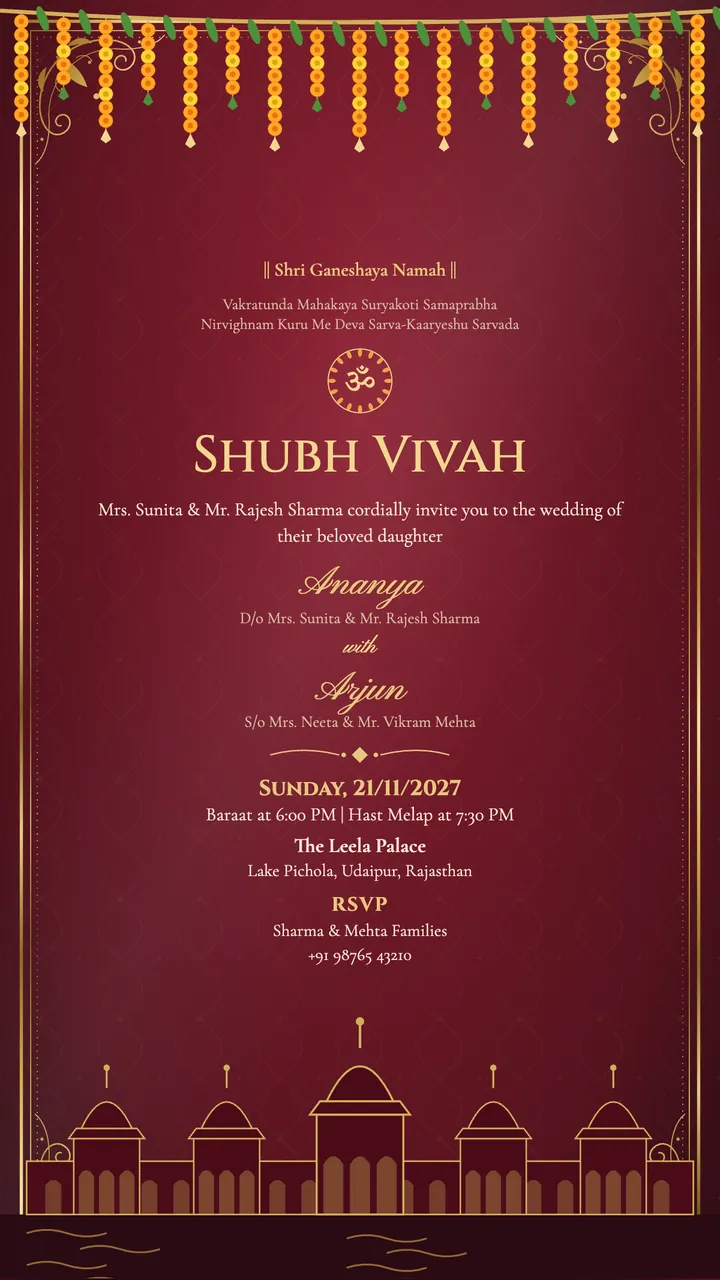 || Shri Ganeshaya Namah ||
Vakratunda Mahakaya Suryakoti Samaprabha
Nirvighnam Kuru Me Deva Sarva-Kaaryeshu Sarvada
ॐ
Shubh Vivah
Mrs. Sunita & Mr. Rajesh Sharma cordially invite you to the wedding of
their beloved daughter
Ananya
D/o Mrs. Sunita & Mr. Rajesh Sharma
with
Arjun
S/o Mrs. Neeta & Mr. Vikram Mehta
Sunday, 21/11/2027
Baraat at 6:00 PM | Hast Melap at 7:30 PM
The Leela Palace
Lake Pichola, Udaipur, Rajasthan
RSVP
Sharma & Mehta Families
+91 98765 43210